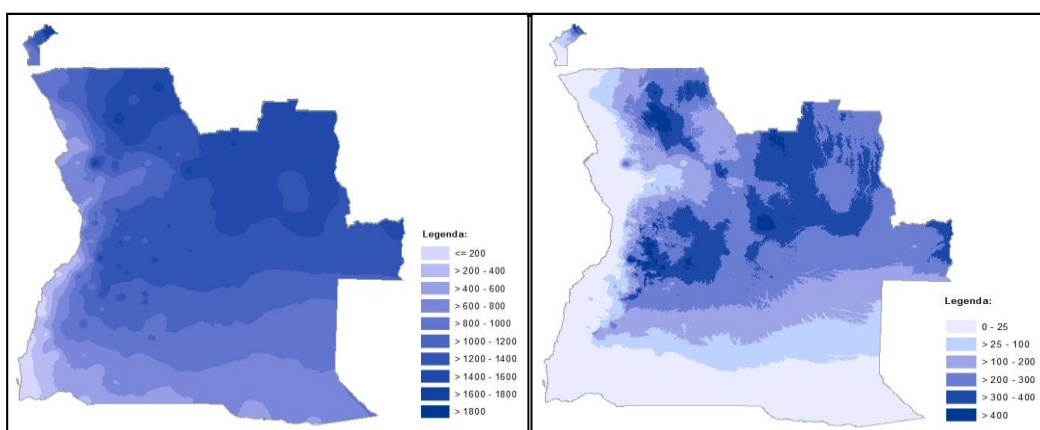 Legenda:
<= 200
> 200 - 400
> 400 - 600
> 600 - 800
> 800 - 1000
> 1000 - 1200
> 1200 - 1400
> 1400 - 1600
> 1600 - 1800
> 1800
Legenda:
0 - 25
> 25 - 100
> 100 - 200
> 200 - 300
> 300 - 400
> 400